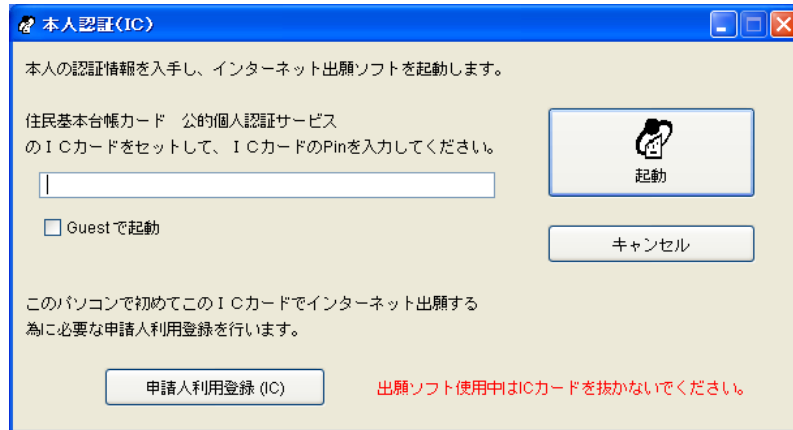 本人認証(IC)
本人の認証情報を入手し、インターネット出願ソフトを起動します。
住民基本台帳カード　公的個人認証サービス
のＩＣカードをセットして、ＩＣカードのPinを入力してください。
起動
Guestで起動
キャンセル
このパソコンで初めてこのＩＣカードでインターネット出願する
為に必要な申請人利用登録を行います。
申請人利用登録(IC)
出願ソフト使用中はICカードを抜かないでください。